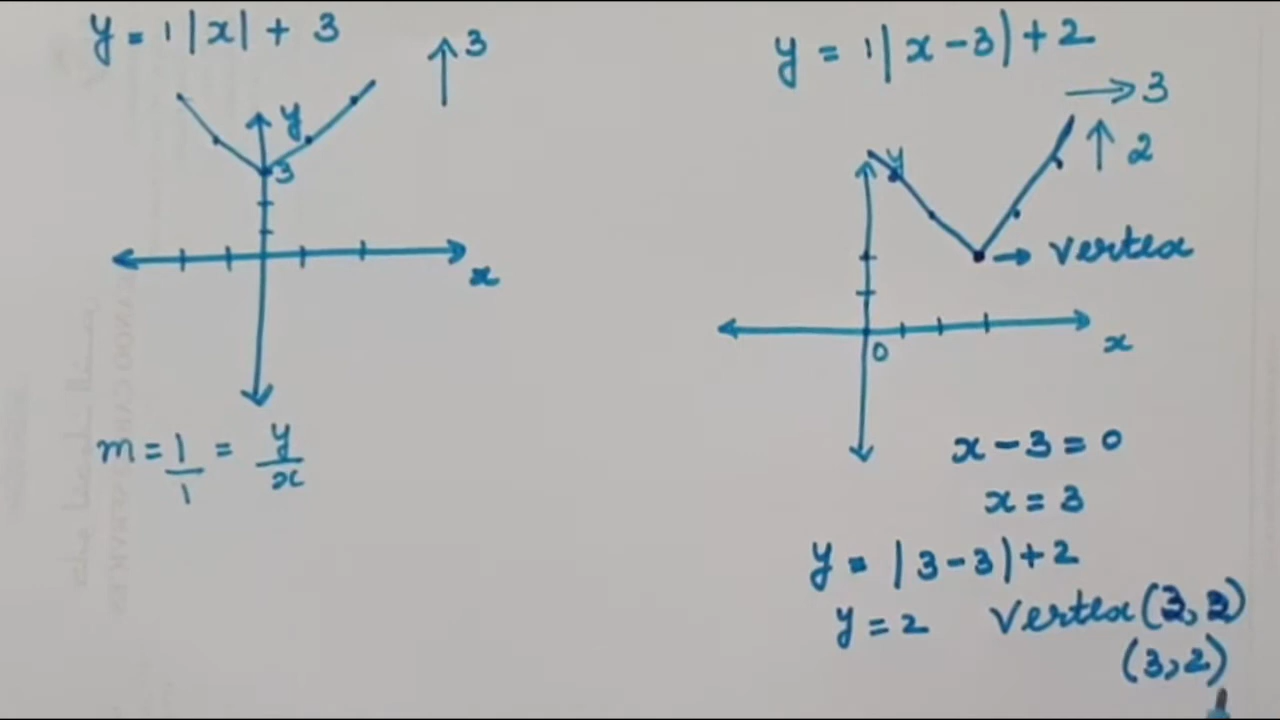 y = 1|x| + 3
↑3
y
3
x
m = 1/1 = y/x
y = 1|x-3|+2
→3
↑2
y
→ vertex
0
x
x-3=0
x=3
y = |3-3|+2
y=2 vertex (3,2)
(3,2)